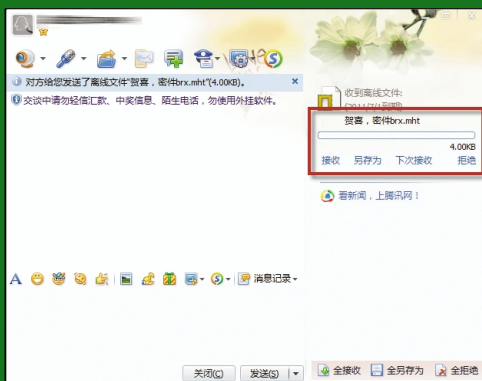 对方给您发送了离线文件“贺喜，密件brx.mht”(4.00KB)。
交谈中请勿轻信汇款、中奖信息、陌生电话，勿使用外挂软件。
收到离线文件:
(2011/7/1到期)
贺喜，密件brx.mht
4.00KB
接收 另存为 下次接收 拒绝
看新闻，上腾讯网！
A
消息记录
关闭(C) 发送(S)
全接收 全另存为 全拒绝